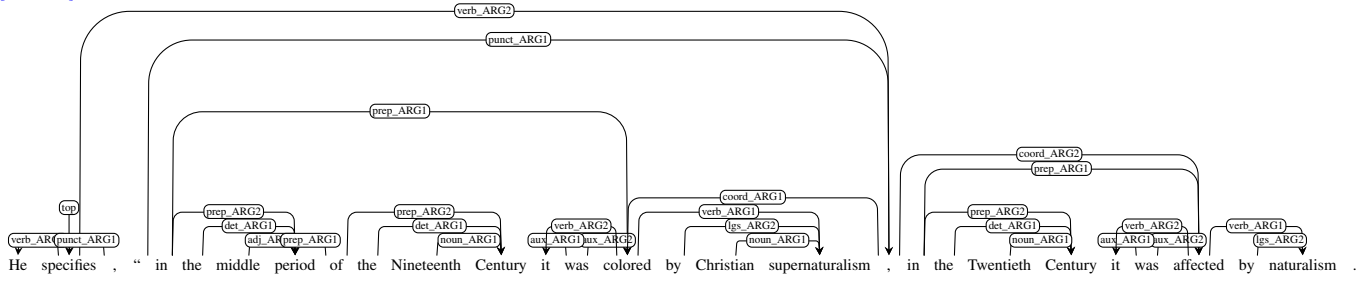 verb_ARG2
punct_ARG1
prep_ARG1
coord_ARG2
prep_ARG1
top
coord_ARG1
prep_ARG2 prep_ARG2 verb_ARG1 prep_ARG2
det_ARG1 det_ARG1 verb_ARG2 lgs_ARG2 det_ARG1 verb_ARG2 verb_ARG1
punct_ARG1 prep_ARG1 noun_ARG1 aux_ARG1 noun_ARG1 noun_ARG1 aux_ARG1 lgs_ARG2
He specifies , “ in the middle period of the Nineteenth Century it was colored by Christian supernaturalism , in the Twentieth Century it was affected by naturalism .